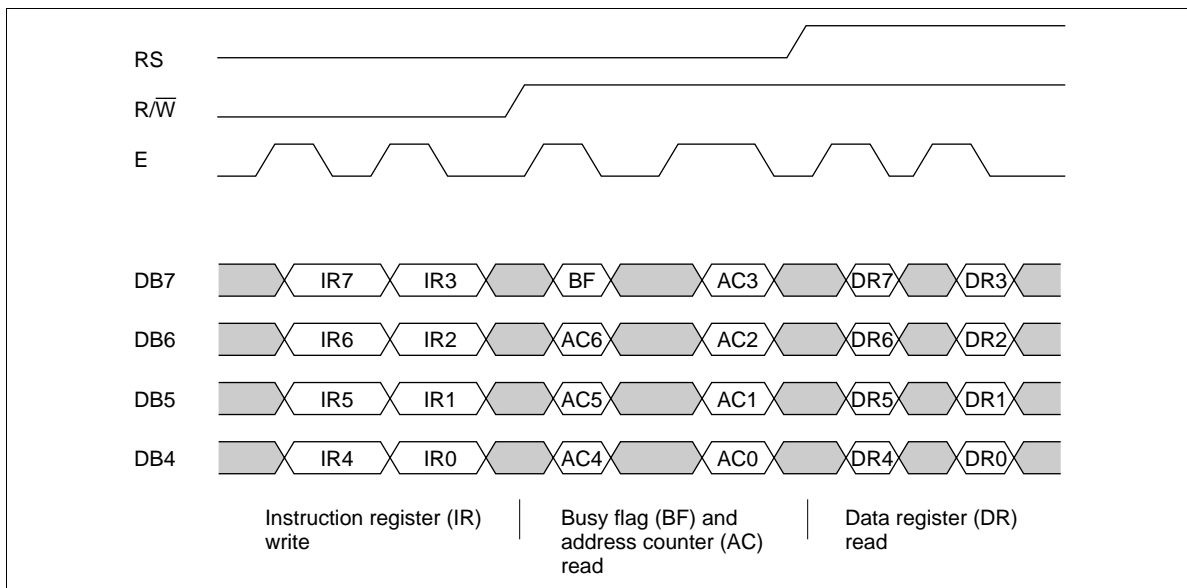 RS
R/W̅
E
DB7 IR7 IR3 BF AC3 DR7 DR3
DB6 IR6 IR2 AC6 AC2 DR6 DR2
DB5 IR5 IR1 AC5 AC1 DR5 DR1
DB4 IR4 IR0 AC4 AC0 DR4 DR0
Instruction register (IR)
write
Busy flag (BF) and
address counter (AC)
read
Data register (DR)
read